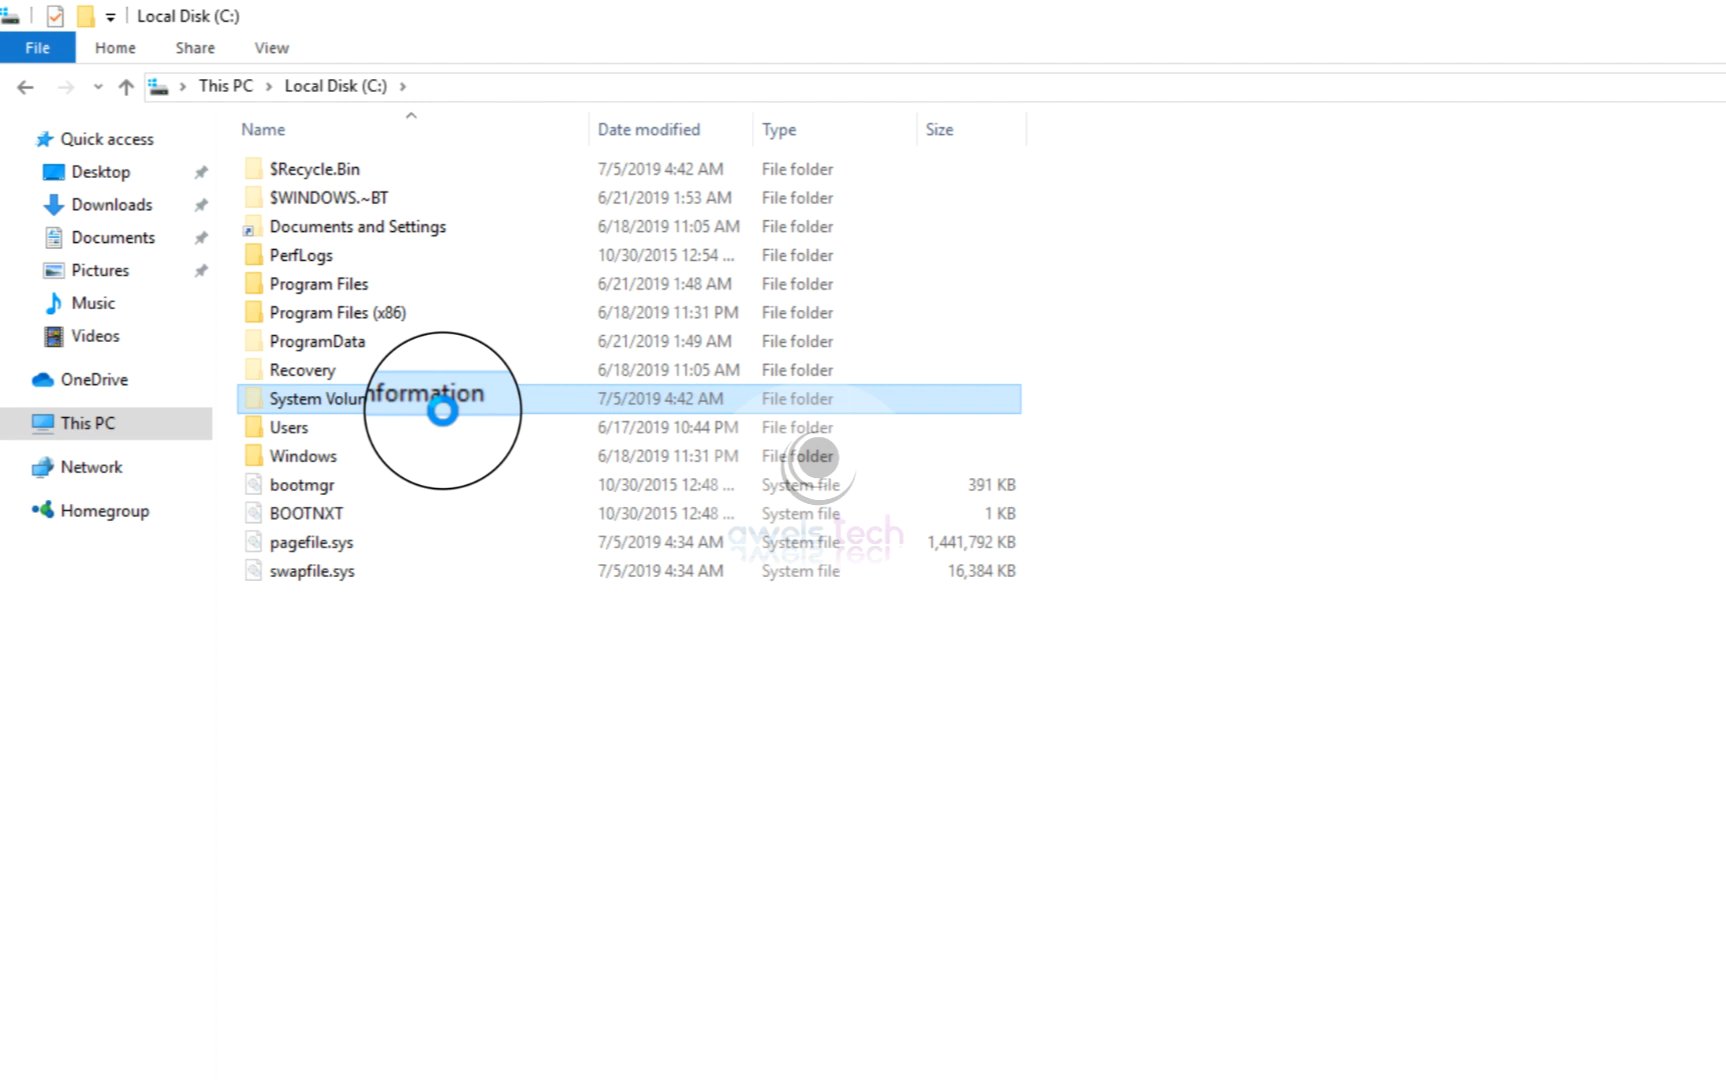 Local Disk (C:)
File Home Share View
This PC > Local Disk (C:) >
Name Date modified Type Size
Quick access
Desktop
Downloads
Documents
Pictures
Music
Videos
OneDrive
This PC
Network
Homegroup
$Recycle.Bin 7/5/2019 4:42 AM File folder
$WINDOWS.~BT 6/21/2019 1:53 AM File folder
Documents and Settings 6/18/2019 11:05 AM File folder
PerfLogs 10/30/2015 12:54 ... File folder
Program Files 6/21/2019 1:48 AM File folder
Program Files (x86) 6/18/2019 11:31 PM File folder
ProgramData 6/21/2019 1:49 AM File folder
Recovery 6/18/2019 11:05 AM File folder
System Volum nformation 7/5/2019 4:42 AM File folder
Users 6/17/2019 10:44 PM File folder
Windows 6/18/2019 11:31 PM File folder
bootmgr 10/30/2015 12:48 ... System file 391 KB
BOOTNXT 10/30/2015 12:48 ... System file 1 KB
pagefile.sys 7/5/2019 4:34 AM System file 1,441,792 KB
swapfile.sys 7/5/2019 4:34 AM System file 16,384 KB
qwels tech